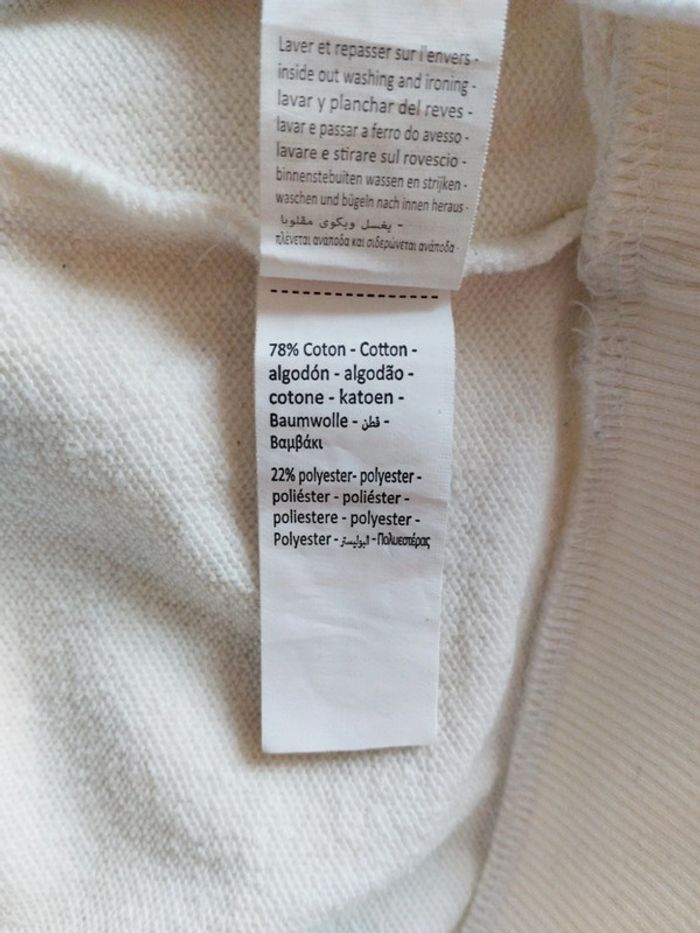 Laver et repasser sur l'envers -
inside out washing and ironing -
lavar y planchar del reves -
lavar e passar a ferro do avesso -
lavare e stirare sul rovescio -
binnenstebuiten wassen en strijken -
waschen und bügeln nach innen heraus -
يغسل ويكوى مقلوبا -
πλένεται αναποδα και σιδερώνεται ανάποδα
78% Coton - Cotton -
algodón - algodão -
cotone - katoen -
Baumwolle - قطن -
Βαμβάκι
22% polyester- polyester -
poliéster - poliéster -
poliestere - polyester -
Polyester - البوليستر - Πολυεστέρας